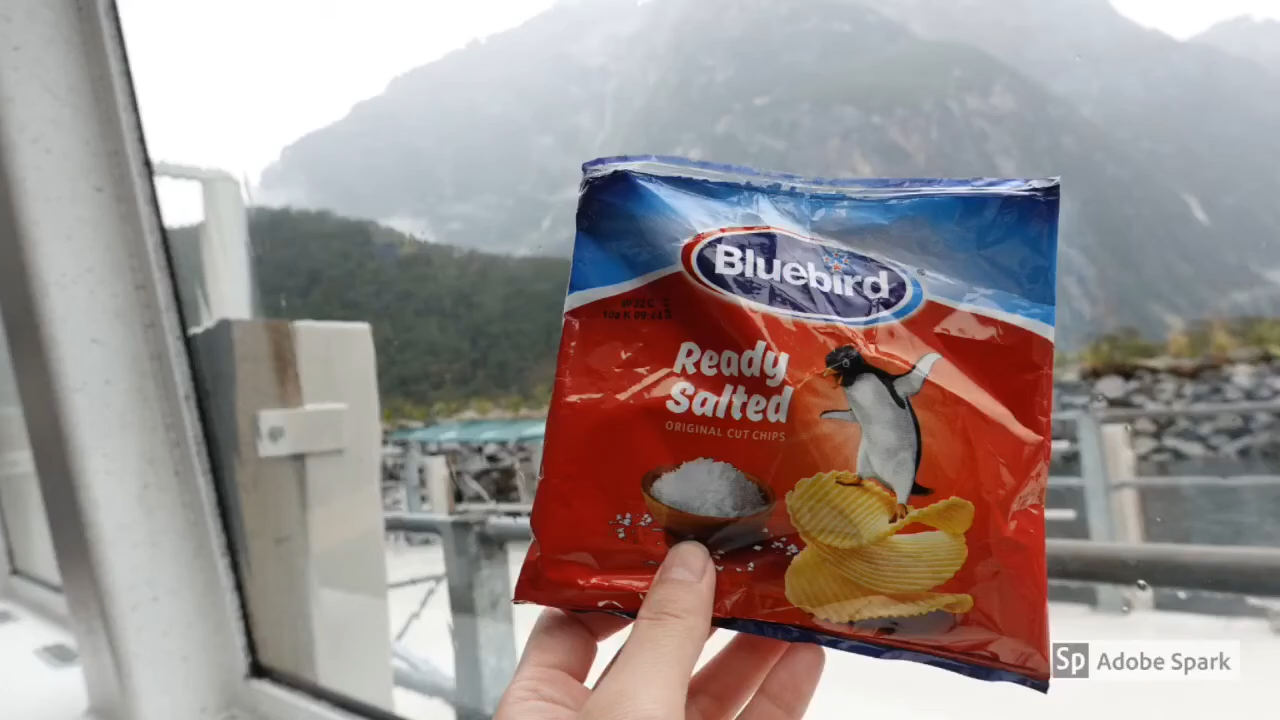 Bluebird
Ready
Salted
ORIGINAL CUT CHIPS
Sp Adobe Spark